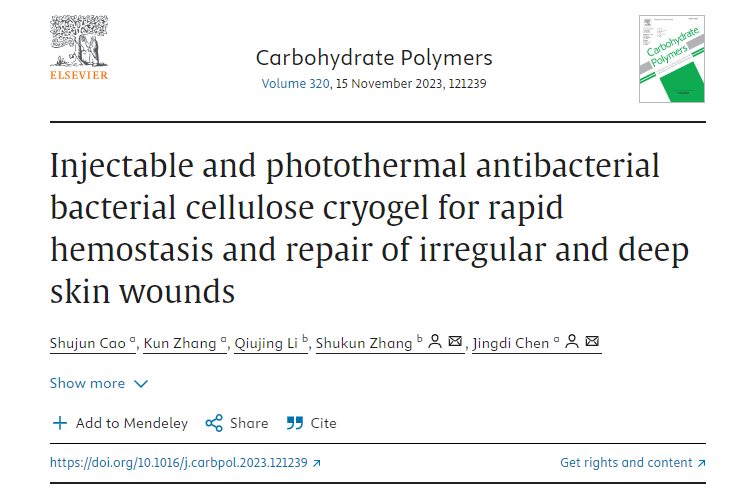 ELSEVIER
Carbohydrate Polymers
Volume 320, 15 November 2023, 121239
Carbohydrate
Polymers
Injectable and photothermal antibacterial
bacterial cellulose cryogel for rapid
hemostasis and repair of irregular and deep
skin wounds
Shujun Cao a, Kun Zhang a, Qiujing Li b, Shukun Zhang b, Jingdi Chen a
Show more
Add to Mendeley Share Cite
https://doi.org/10.1016/j.carbpol.2023.121239 Get rights and content